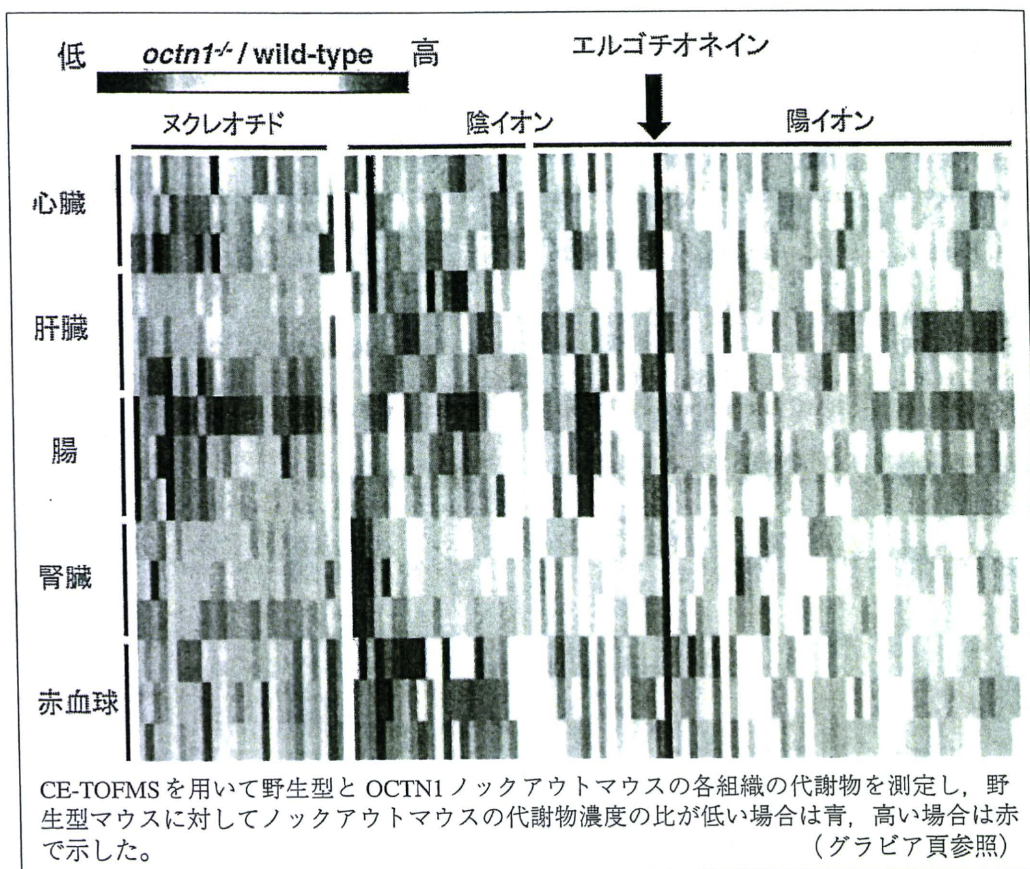 低 octn1-/- / wild-type 高
エルゴチオネイン
ヌクレオチド 陰イオン 陽イオン
心臓
肝臓
腸
腎臓
赤血球
CE-TOFMSを用いて野生型とOCTN1ノックアウトマウスの各組織の代謝物を測定し，野
生型マウスに対してノックアウトマウスの代謝物濃度の比が低い場合は青，高い場合は赤
で示した。 （グラビア頁参照）